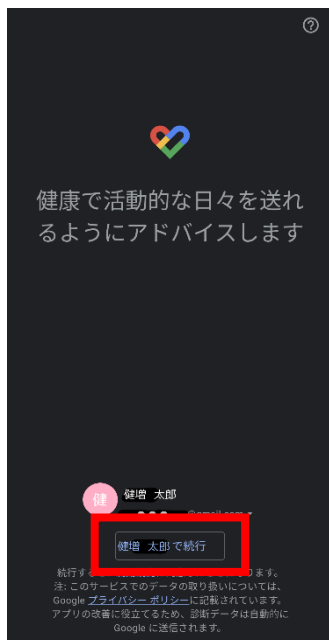 健康で活動的な日々を送れ
るようにアドバイスします
健
健増 太郎
@gmail.com
健増 太郎 で続行
続行す ります。
注: このサービスでのデータの取り扱いについては、
Google プライバシー ポリシーに記載されています。
アプリの改善に役立てるため、診断データは自動的に
Google に送信されます。